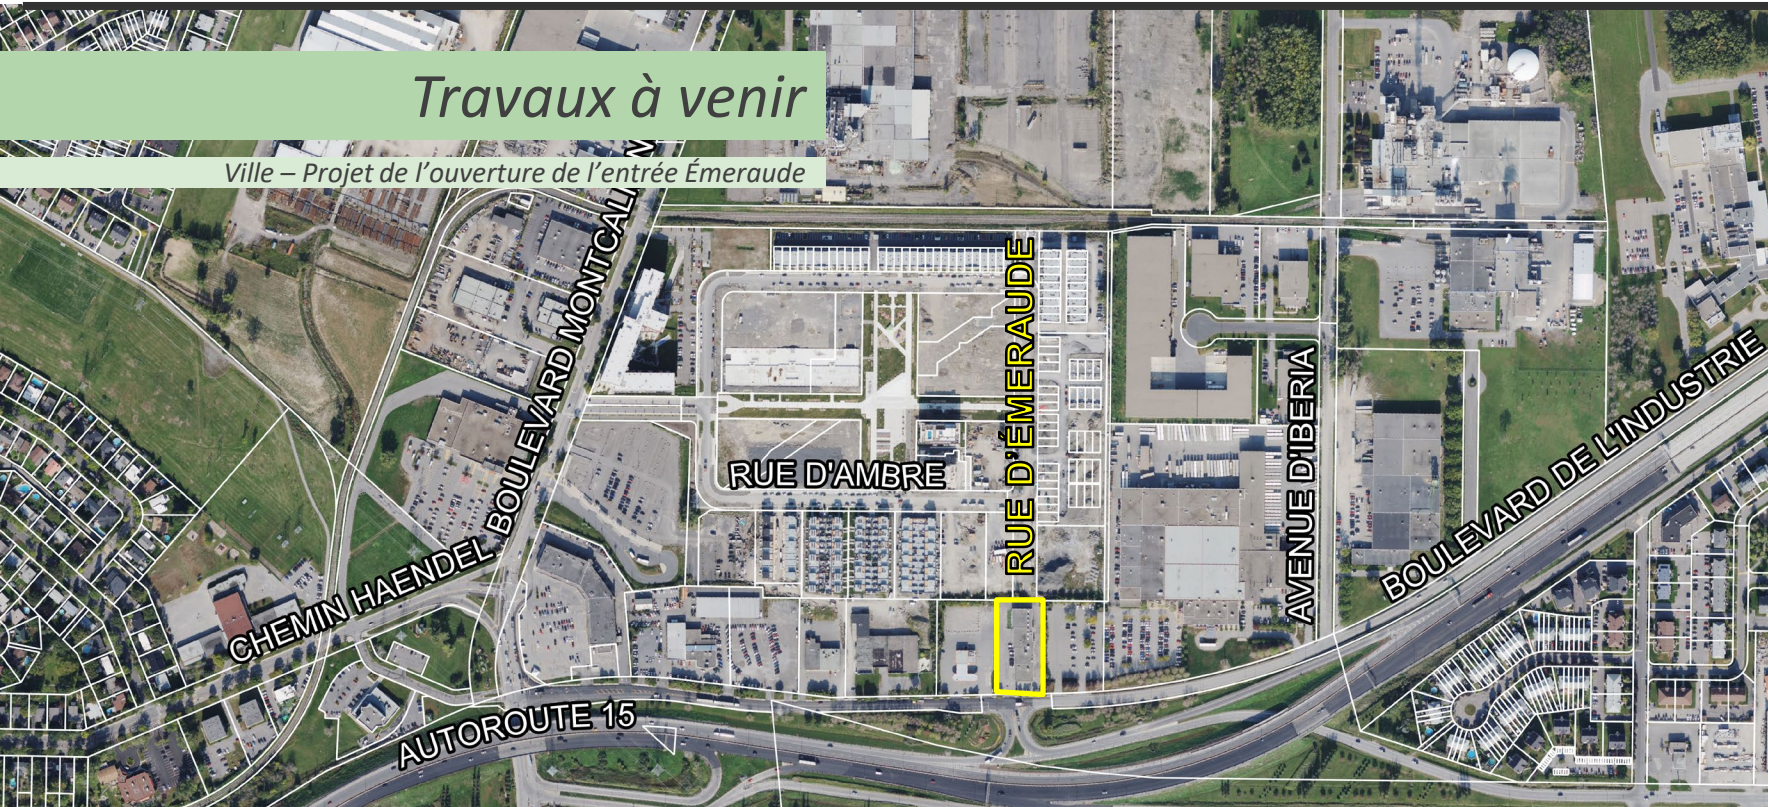 Travaux à venir
Ville – Projet de l’ouverture de l’entrée Émeraude
BOULEVARD MONTCALM
RUE D'ÉMERAUDE
RUE D'AMBRE
AVENUE D'IBERIA
BOULEVARD DE L'INDUSTRIE
CHEMIN HAENDEL
AUTOROUTE 15